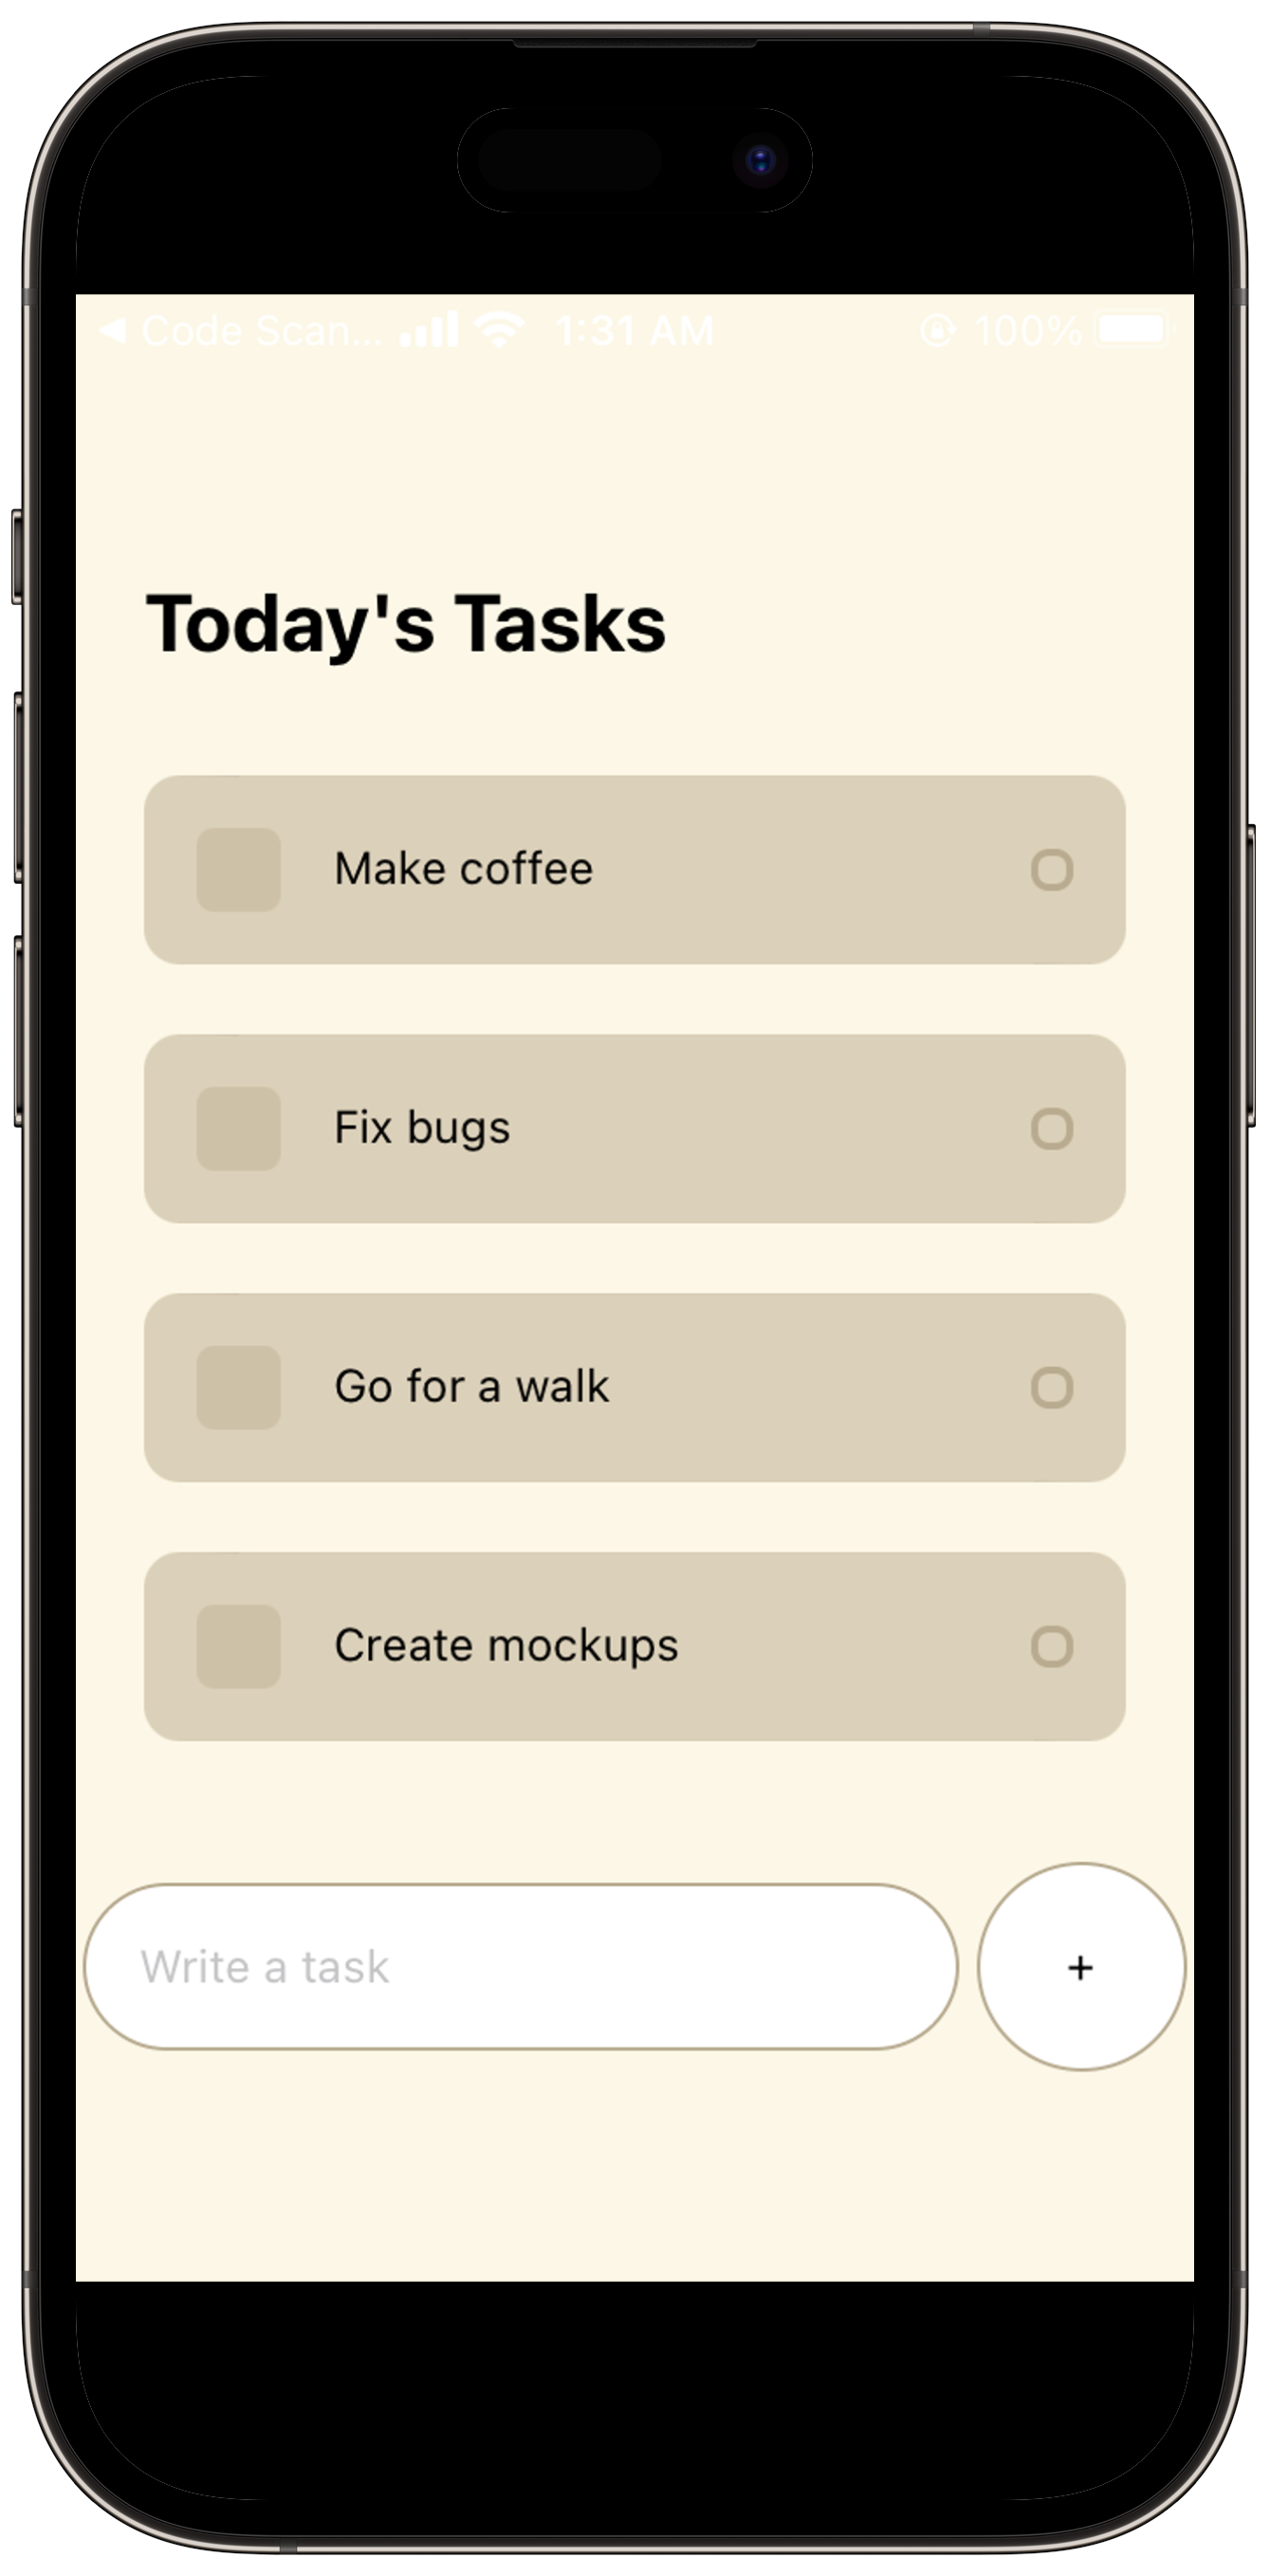 ◀ Code Scan... 1:31 AM 100%
Today's Tasks
Make coffee
Fix bugs
Go for a walk
Create mockups
Write a task +